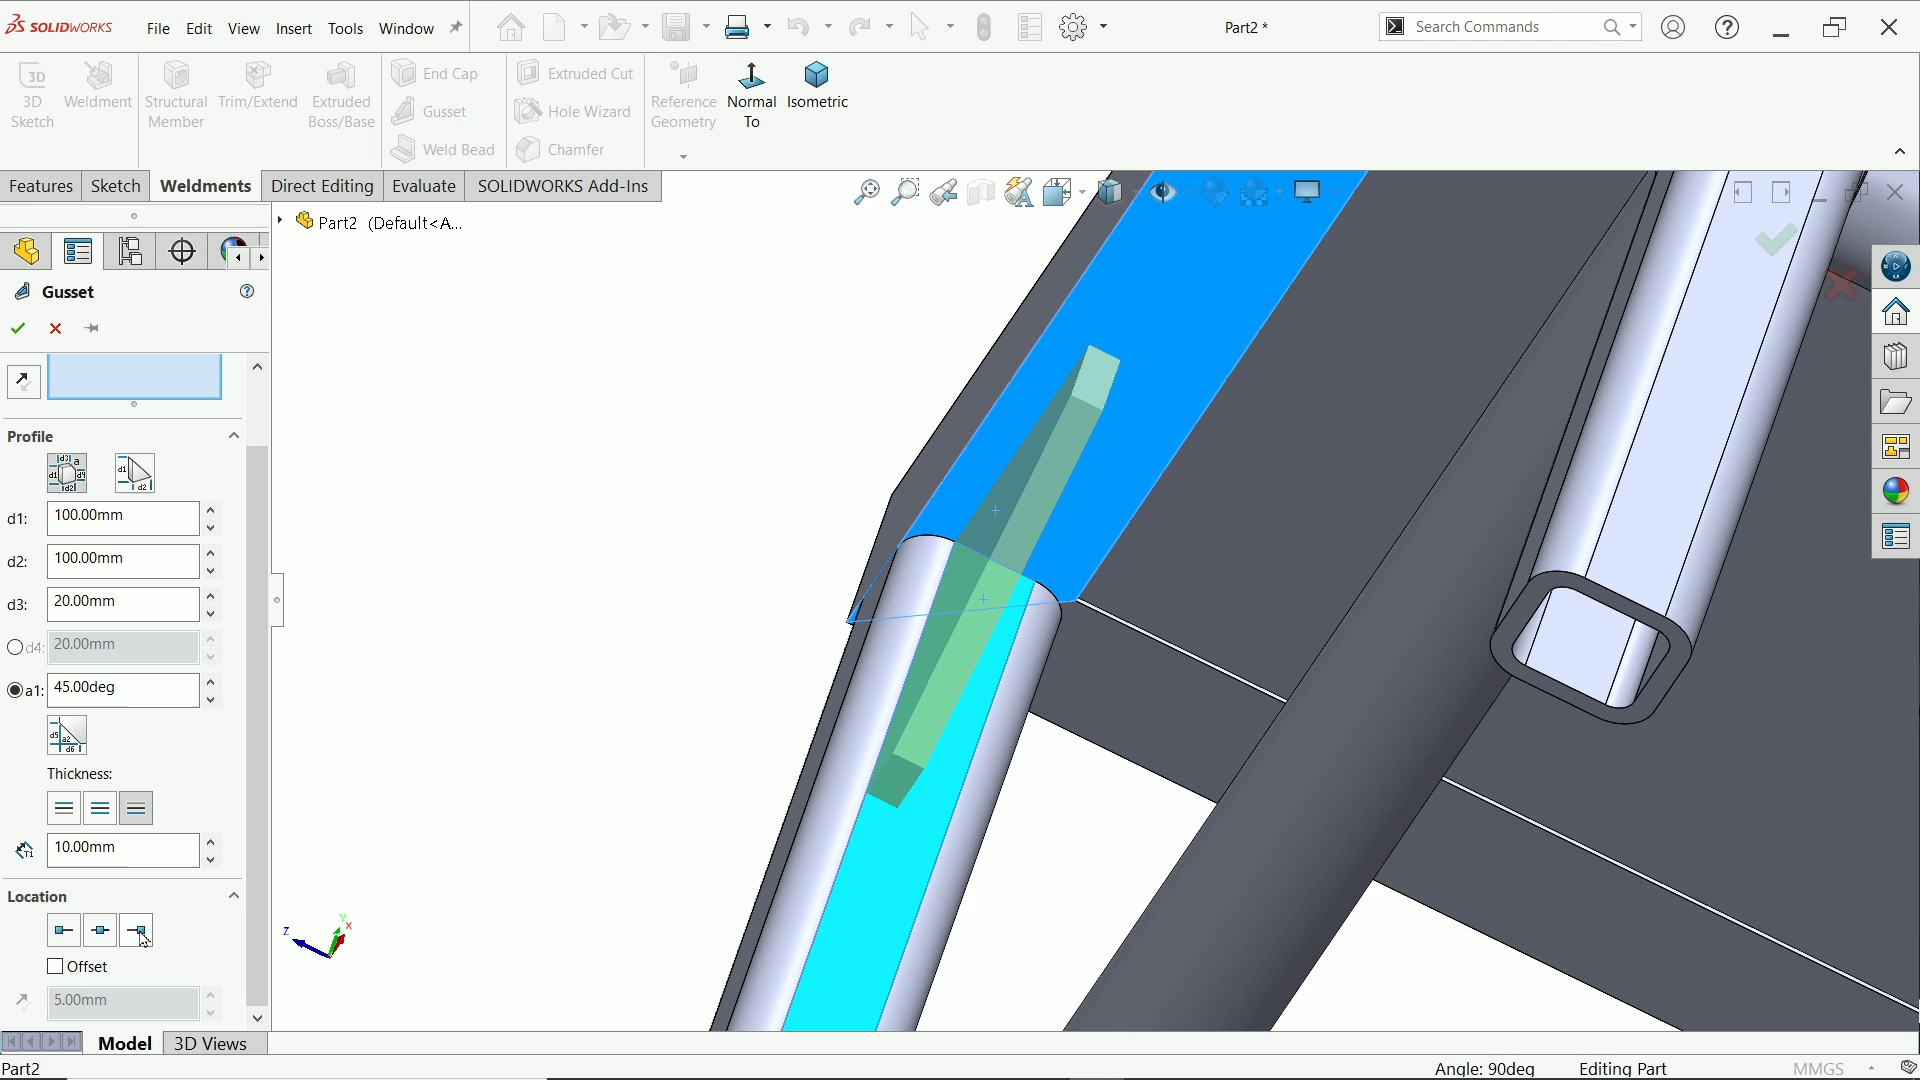 SOLIDWORKS File Edit View Insert Tools Window Part2 * Search Commands
3D Sketch
Weldment
Structural Member
Trim/Extend
Extruded Boss/Base
End Cap
Gusset
Weld Bead
Extruded Cut
Hole Wizard
Chamfer
Reference Geometry
Normal To
Isometric
Features Sketch Weldments Direct Editing Evaluate SOLIDWORKS Add-Ins
Part2 (Default<A...
Gusset
Profile
d1: 100.00mm
d2: 100.00mm
d3: 20.00mm
d4: 20.00mm
a1: 45.00deg
Thickness:
10.00mm
Location
Offset
5.00mm
Z Y X
Model 3D Views
Part2 Angle: 90deg Editing Part MMGS